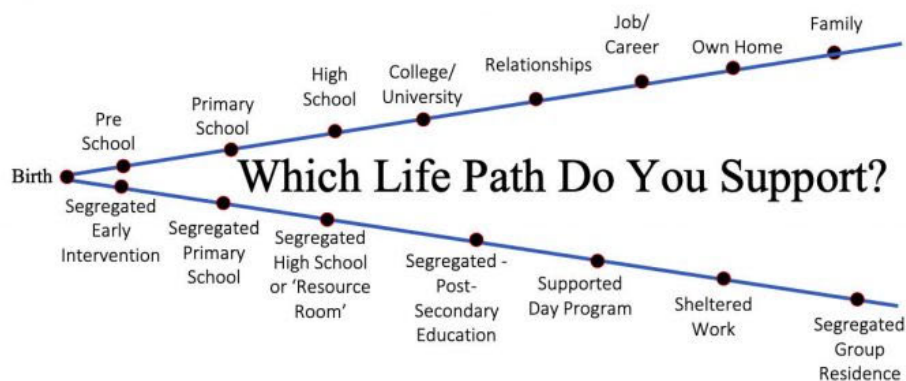 Pre
School
Primary
School
High
School
College/
University
Relationships
Job/
Career
Own Home
Family
Birth
Which Life Path Do You Support?
Segregated
Early
Intervention
Segregated
Primary
School
Segregated
High School
or ‘Resource
Room’
Segregated -
Post-
Secondary
Education
Supported
Day Program
Sheltered
Work
Segregated
Group
Residence